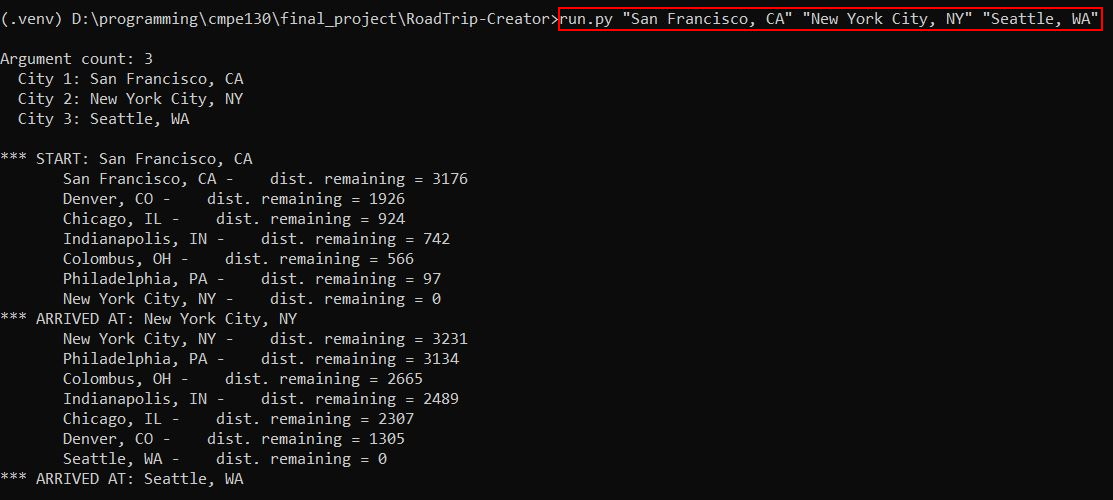 (.venv) D:\programming\cmpe130\final_project\RoadTrip-Creator>run.py "San Francisco, CA" "New York City, NY" "Seattle, WA"
Argument count: 3
City 1: San Francisco, CA
City 2: New York City, NY
City 3: Seattle, WA
*** START: San Francisco, CA
San Francisco, CA - dist. remaining = 3176
Denver, CO - dist. remaining = 1926
Chicago, IL - dist. remaining = 924
Indianapolis, IN - dist. remaining = 742
Colombus, OH - dist. remaining = 566
Philadelphia, PA - dist. remaining = 97
New York City, NY - dist. remaining = 0
*** ARRIVED AT: New York City, NY
New York City, NY - dist. remaining = 3231
Philadelphia, PA - dist. remaining = 3134
Colombus, OH - dist. remaining = 2665
Indianapolis, IN - dist. remaining = 2489
Chicago, IL - dist. remaining = 2307
Denver, CO - dist. remaining = 1305
Seattle, WA - dist. remaining = 0
*** ARRIVED AT: Seattle, WA